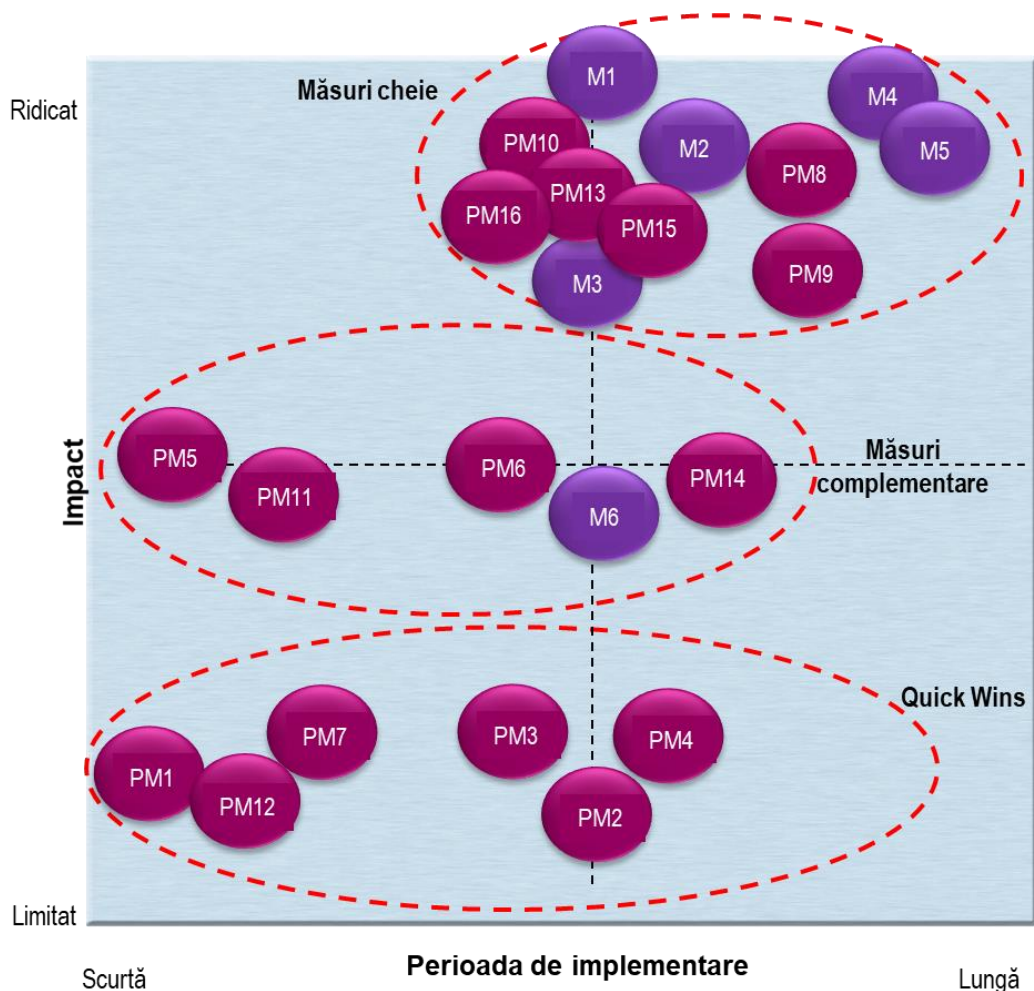 M1
Măsuri cheie
M4
Ridicat
PM10
M2
M5
PM8
PM13
PM16
PM15
PM9
M3
PM5
Măsuri
complementare
PM6
PM14
PM11
Impact
M6
Quick Wins
PM7
PM3
PM4
PM1
PM12
PM2
Limitat
Perioada de implementare
Scurtă
Lungă